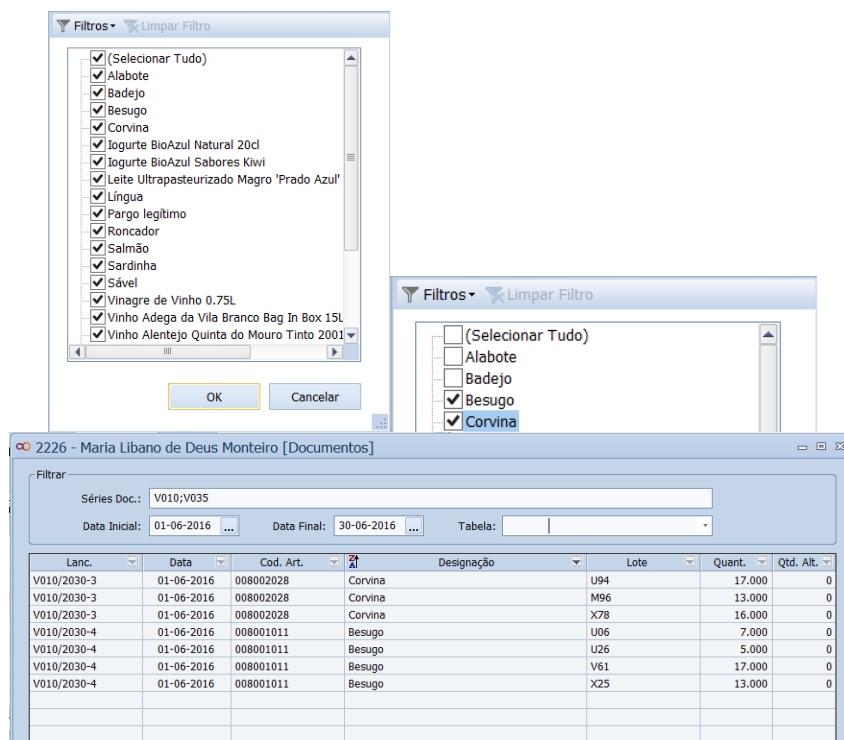 Filtros Limpar Filtro
(Selecionar Tudo)
Alabote
Badejo
Besugo
Corvina
Iogurte BioAzul Natural 20cl
Iogurte BioAzul Sabores Kiwi
Leite Ultrapasteurizado Magro 'Prado Azul'
Língua
Pargo legítimo
Roncador
Salmão
Sardinha
Sável
Vinagre de Vinho 0.75L
Vinho Adega da Vila Branco Bag In Box 15L
Vinho Alentejo Quinta do Mouro Tinto 2001
OK Cancelar
Filtros Limpar Filtro
(Selecionar Tudo)
Alabote
Badejo
Besugo
Corvina
2226 - Maria Libano de Deus Monteiro [Documentos]
Filtrar
Séries Doc.: V010;V035
Data Inicial: 01-06-2016 ... Data Final: 30-06-2016 ... Tabela:
Lanc. Data Cod. Art. Designação Lote Quant. Qtd. Alt.
V010/2030-3 01-06-2016 008002028 Corvina U94 17.000 0
V010/2030-3 01-06-2016 008002028 Corvina M96 13.000 0
V010/2030-3 01-06-2016 008002028 Corvina X78 16.000 0
V010/2030-4 01-06-2016 008001011 Besugo U06 7.000 0
V010/2030-4 01-06-2016 008001011 Besugo U26 5.000 0
V010/2030-4 01-06-2016 008001011 Besugo V61 17.000 0
V010/2030-4 01-06-2016 008001011 Besugo X25 13.000 0